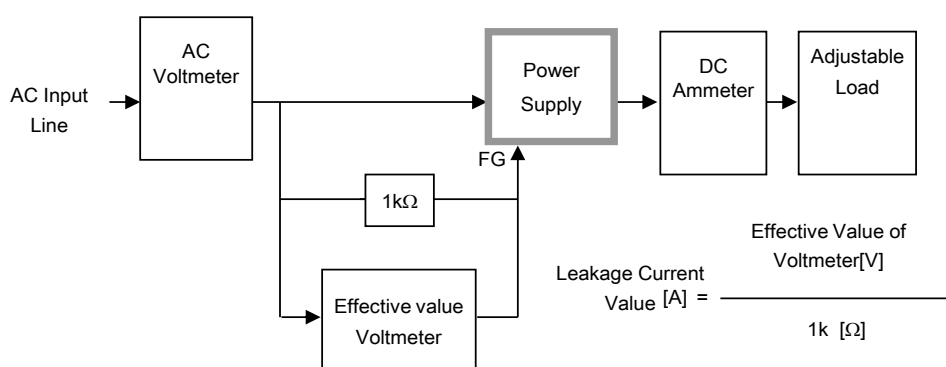 AC
Voltmeter
AC Input
Line
Power
Supply
DC
Ammeter
Adjustable
Load
FG
1kΩ
Effective value
Voltmeter
Effective Value of
Voltmeter[V]
Leakage Current
Value [A] =
1k [Ω]